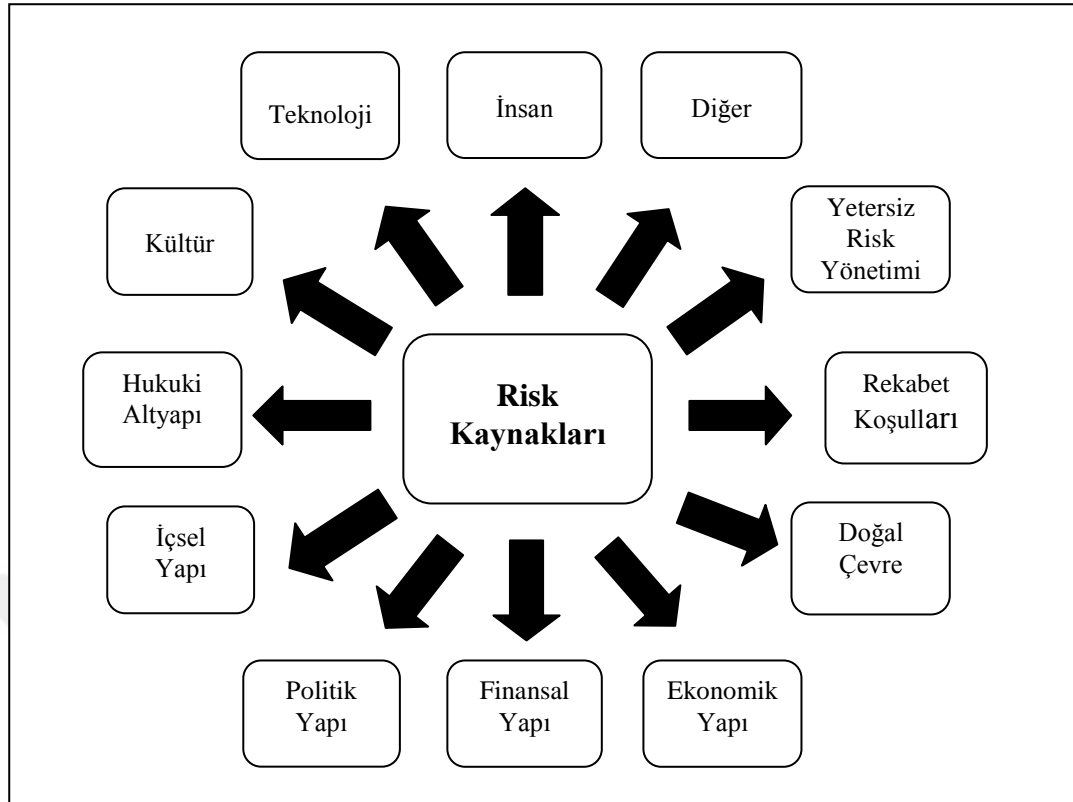 Teknoloji
İnsan
Diğer
Kültür
Yetersiz
Risk
Yönetimi
Hukuki
Altyapı
Risk
Kaynakları
Rekabet
Koşulları
İçsel
Yapı
Doğal
Çevre
Politik
Yapı
Finansal
Yapı
Ekonomik
Yapı